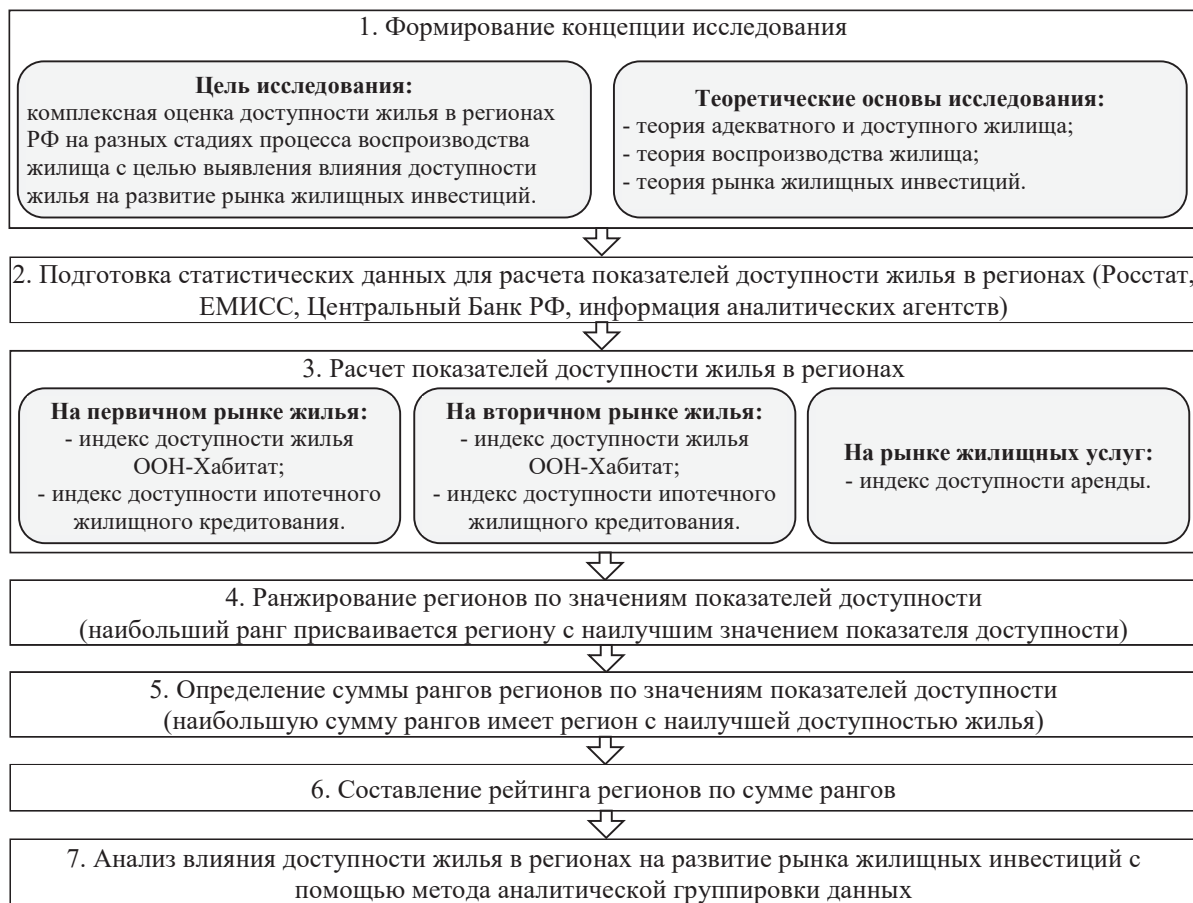 1. Формирование концепции исследования
Цель исследования:
комплексная оценка доступности жилья в регионах
РФ на разных стадиях процесса воспроизводства
жилища с целью выявления влияния доступности
жилья на развитие рынка жилищных инвестиций.
Теоретические основы исследования:
- теория адекватного и доступного жилища;
- теория воспроизводства жилища;
- теория рынка жилищных инвестиций.
2. Подготовка статистических данных для расчета показателей доступности жилья в регионах (Росстат,
ЕМИСС, Центральный Банк РФ, информация аналитических агентств)
3. Расчет показателей доступности жилья в регионах
На первичном рынке жилья:
- индекс доступности жилья
ООН-Хабитат;
- индекс доступности ипотечного
жилищного кредитования.
На вторичном рынке жилья:
- индекс доступности жилья
ООН-Хабитат;
- индекс доступности ипотечного
жилищного кредитования.
На рынке жилищных услуг:
- индекс доступности аренды.
4. Ранжирование регионов по значениям показателей доступности
(наибольший ранг присваивается региону с наилучшим значением показателя доступности)
5. Определение суммы рангов регионов по значениям показателей доступности
(наибольшую сумму рангов имеет регион с наилучшей доступностью жилья)
6. Составление рейтинга регионов по сумме рангов
7. Анализ влияния доступности жилья в регионах на развитие рынка жилищных инвестиций с
помощью метода аналитической группировки данных